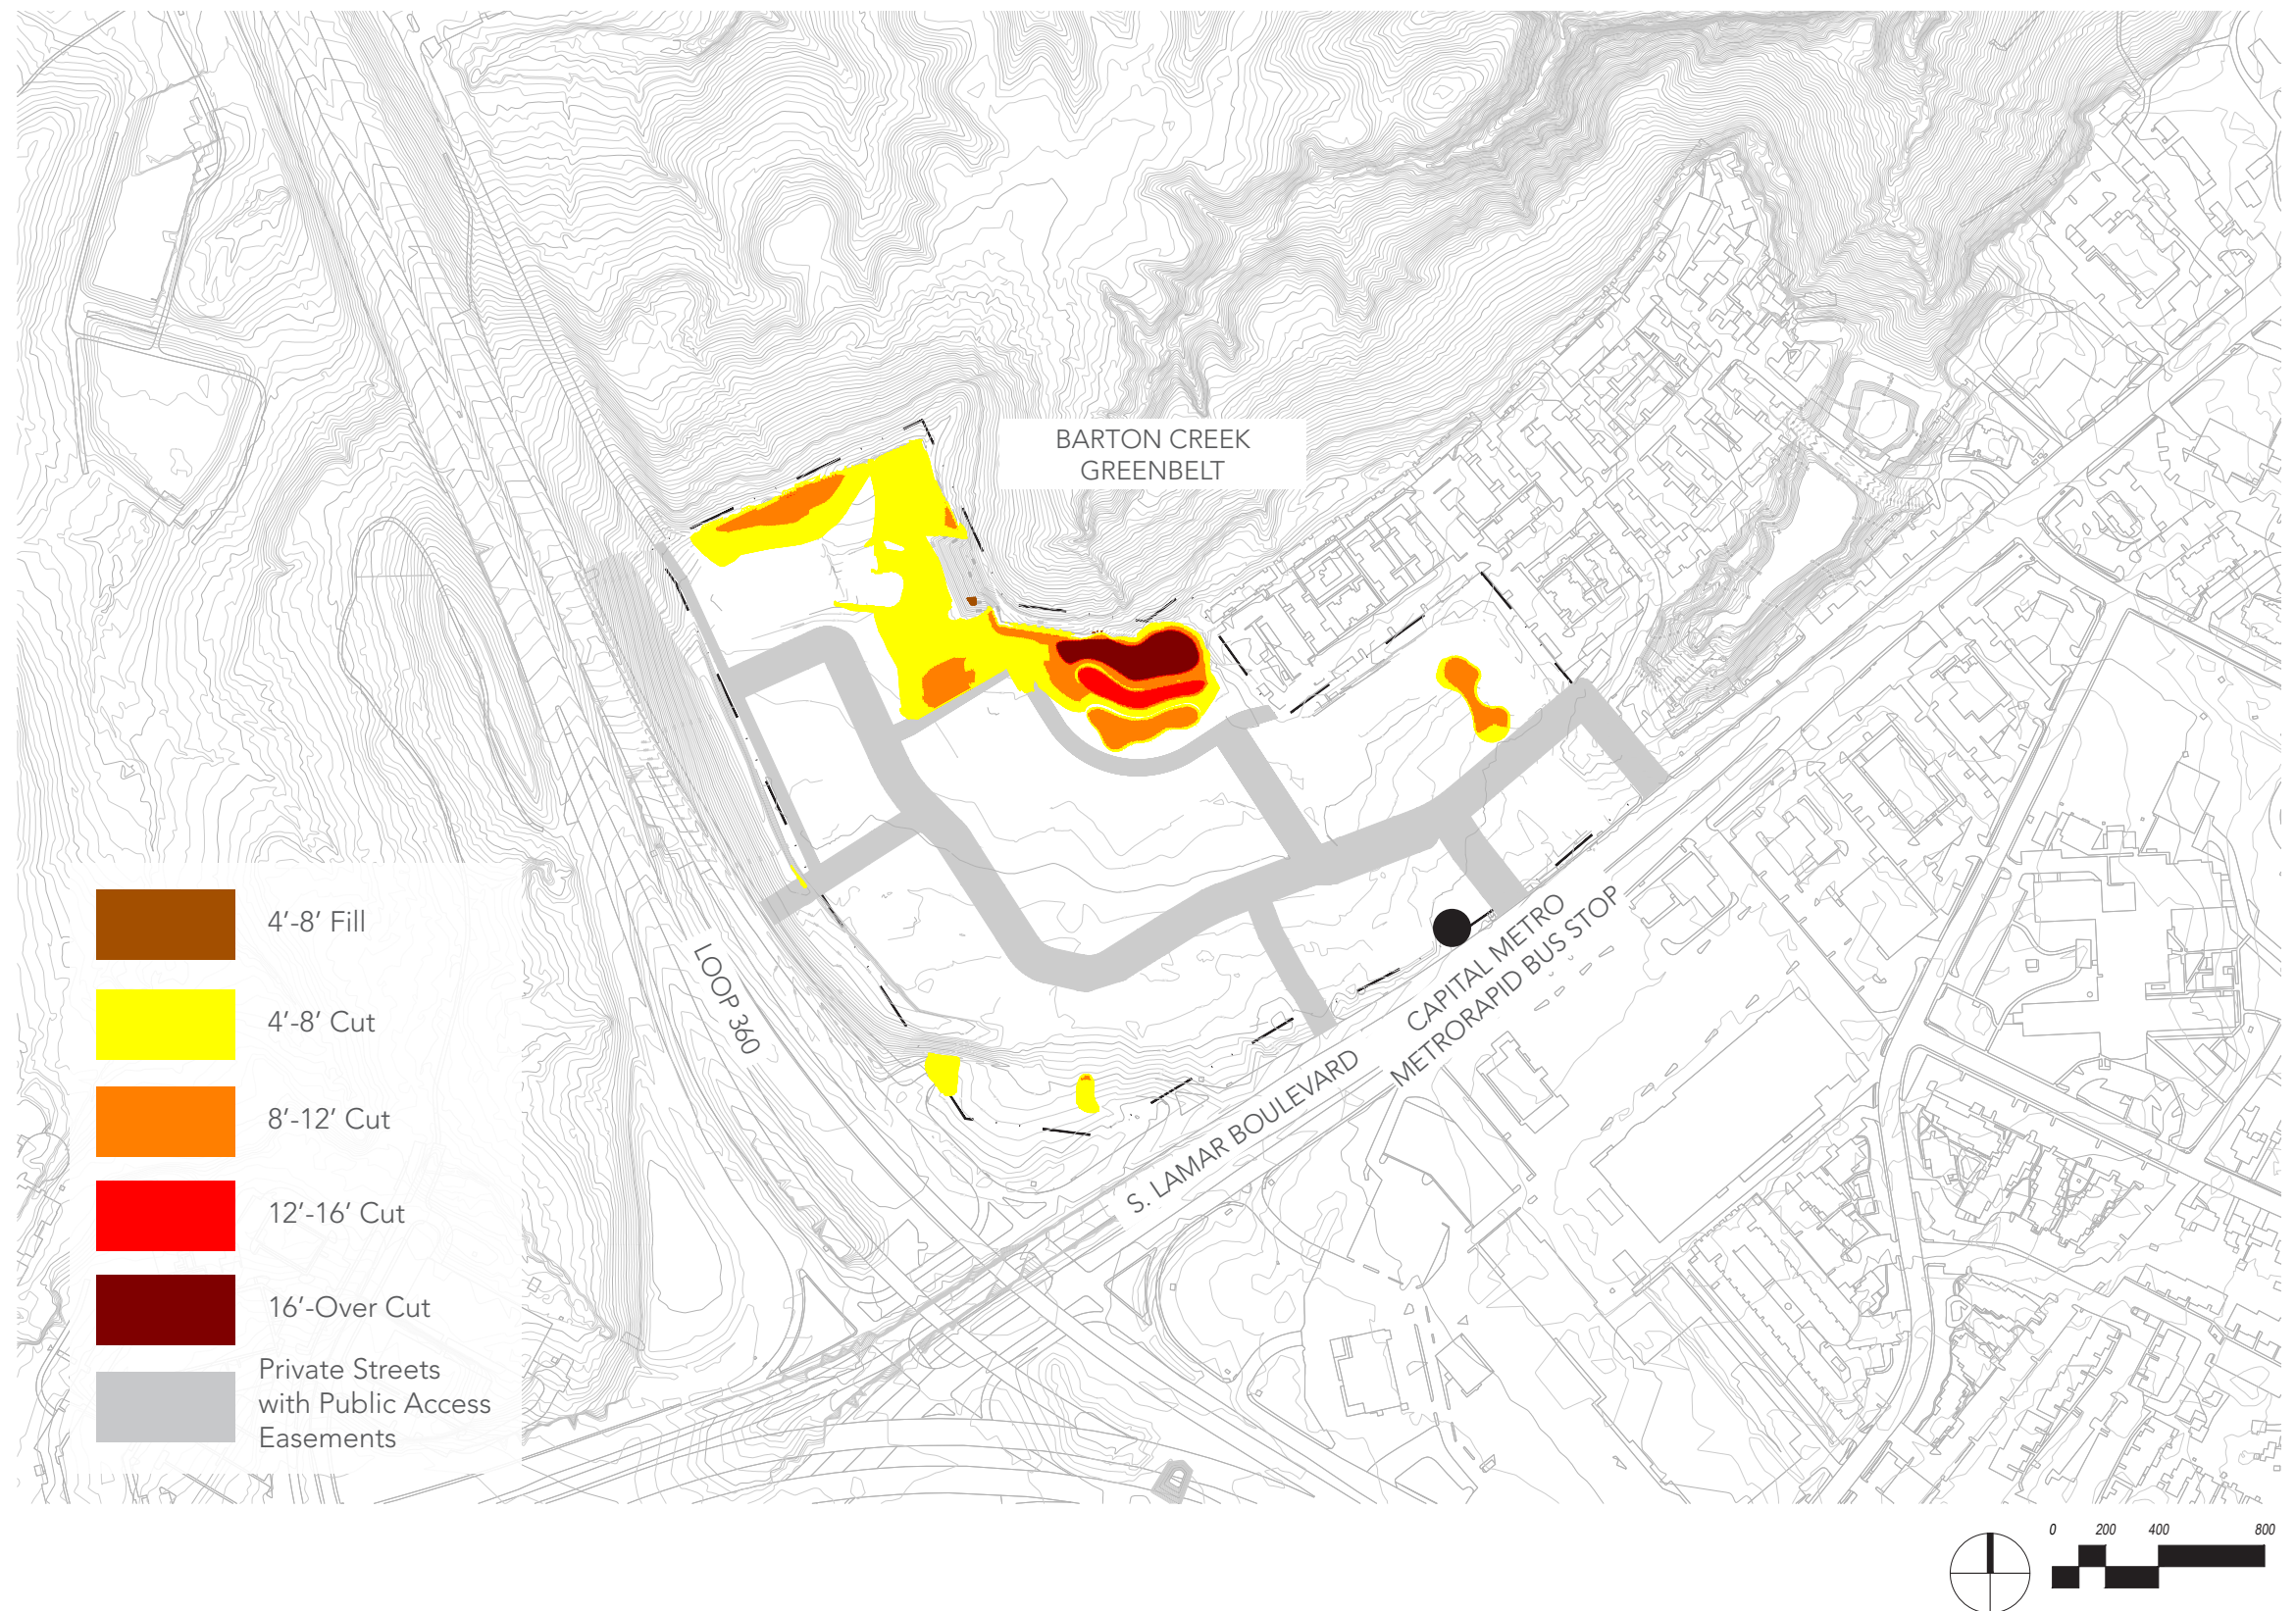 BARTON CREEK
GREENBELT
4’-8’ Fill
4’-8’ Cut
8’-12’ Cut
12’-16’ Cut
16’-Over Cut
Private Streets
with Public Access
Easements
LOOP 360
CAPITAL METRO
METRORAPID BUS STOP
S. LAMAR BOULEVARD
0 200 400 800